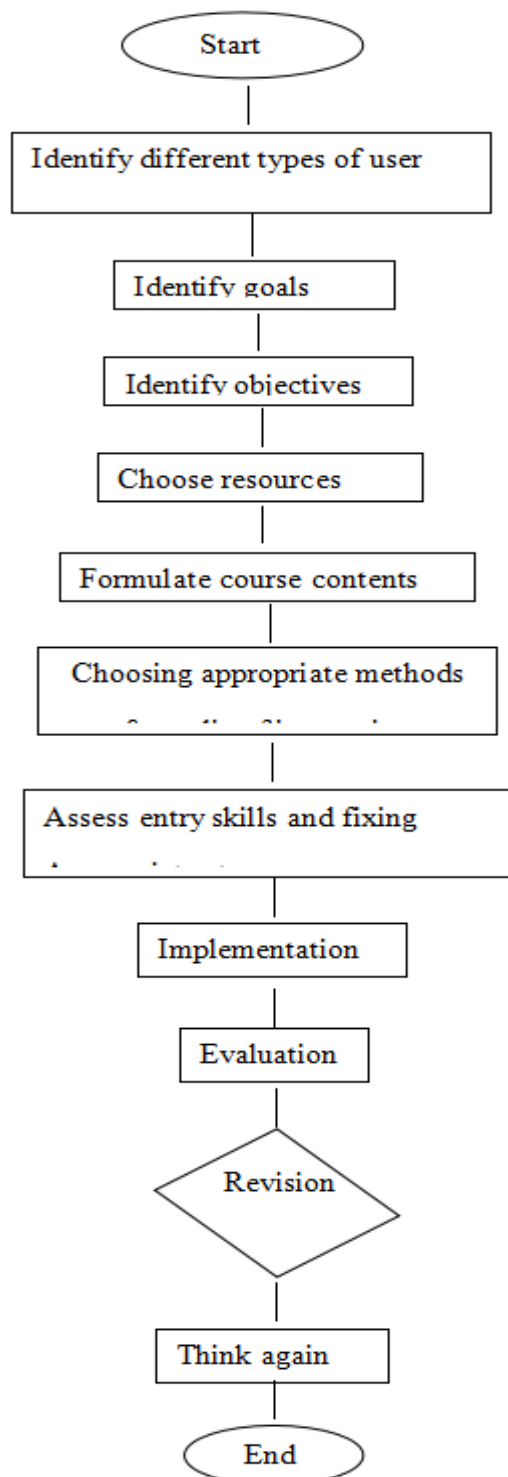 Start
Identify different types of user
Identify goals
Identify objectives
Choose resources
Formulate course contents
Choosing appropriate methods
Assess entry skills and fixing
Implementation
Evaluation
Revision
Think again
End